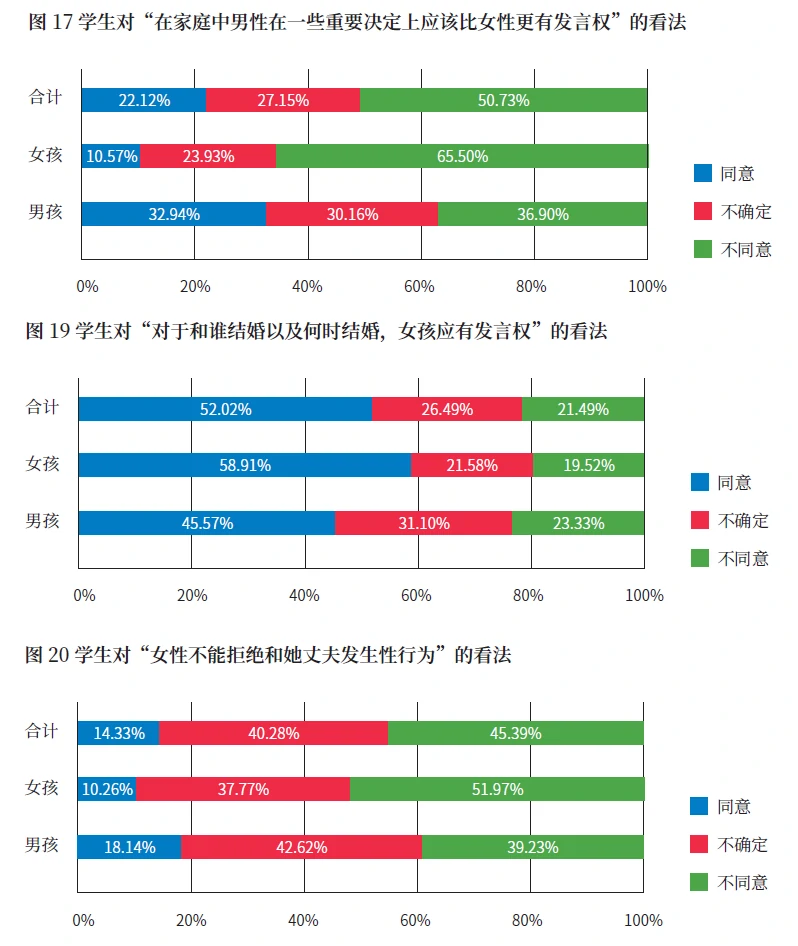 图 17 学生对“在家庭中男性在一些重要决定上应该比女性更有发言权”的看法
合计 22.12% 27.15% 50.73%
女孩 10.57% 23.93% 65.50%
同意
男孩 32.94% 30.16% 36.90%
不确定
不同意
0% 20% 40% 60% 80% 100%
图 19 学生对“对于和谁结婚以及何时结婚，女孩应有发言权”的看法
合计 52.02% 26.49% 21.49%
女孩 58.91% 21.58% 19.52%
同意
男孩 45.57% 31.10% 23.33%
不确定
不同意
0% 20% 40% 60% 80% 100%
图 20 学生对“女性不能拒绝和她丈夫发生性行为”的看法
合计 14.33% 40.28% 45.39%
女孩 10.26% 37.77% 51.97%
同意
男孩 18.14% 42.62% 39.23%
不确定
不同意
0% 20% 40% 60% 80% 100%